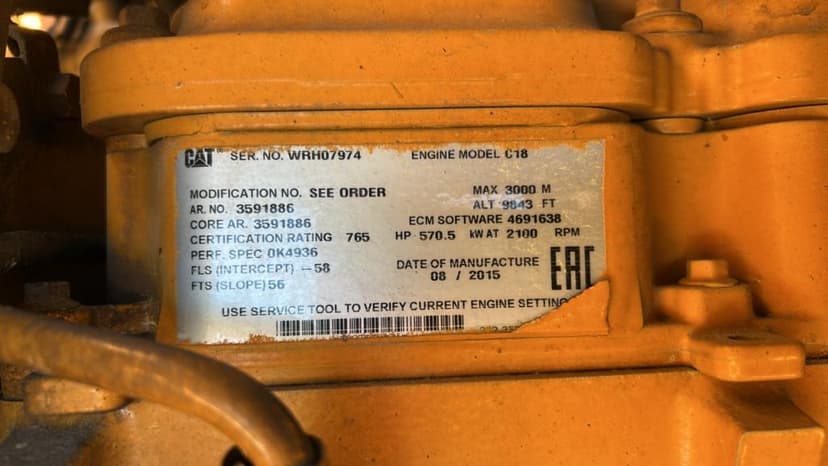 CAT SER. NO. WRH07974 ENGINE MODEL C18
MODIFICATION NO. SEE ORDER MAX 3000 M
AR. NO. 3591886 ALT 9843 FT
CORE AR. 3591886 ECM SOFTWARE 4691638
CERTIFICATION RATING 765 HP 570.5 kW AT 2100 RPM
PERF. SPEC 0K4936
FLS (INTERCEPT) -58 DATE OF MANUFACTURE EAC
FTS (SLOPE) 56 08 / 2015
USE SERVICE TOOL TO VERIFY CURRENT ENGINE SETTING